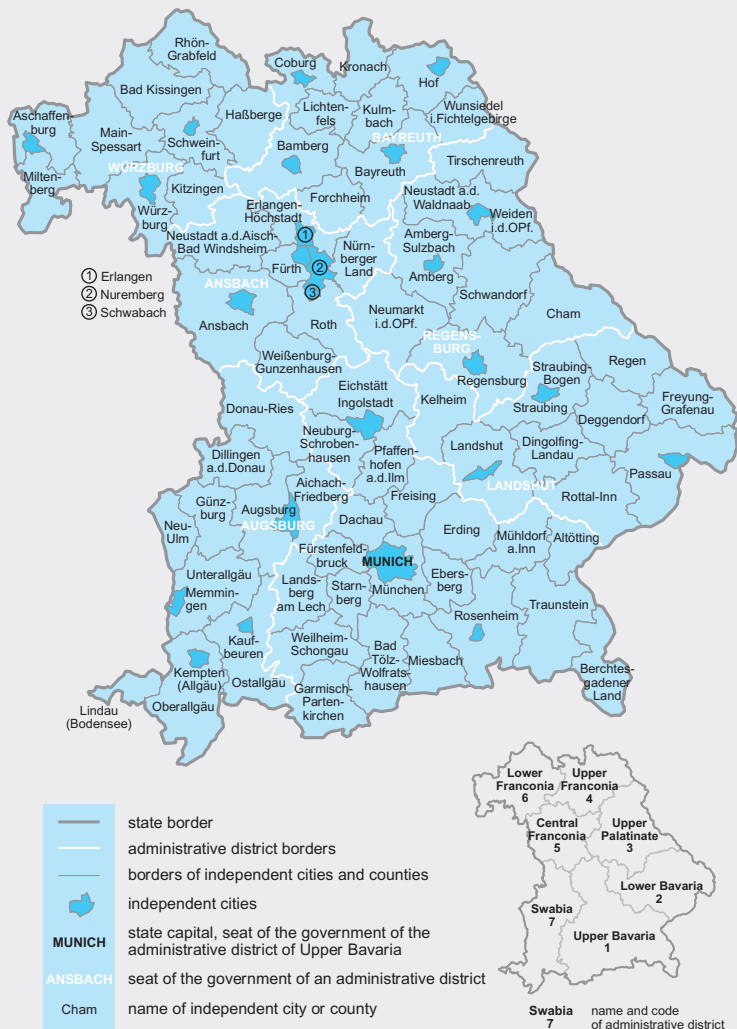 Rhön-
Grabfeld
Coburg
Kronach
Hof
Bad Kissingen
Aschaffen-
burg
Haßberge
Lichten-
fels
Kulm-
bach
Wunsiedel
i.Fichtelgebirge
Main-
Spessart
Schwein-
furt
BAYREUTH
Bamberg
Bayreuth
Tirschenreuth
Milten-
berg
WÜRZBURG
Kitzingen
Würz-
burg
Forchheim
Neustadt a.d.
Waldnaab
Erlangen-
Höchstadt
Weiden
i.d.OPf.
Neustadt a.d.Aisch-
Bad Windsheim
1
Nürn-
berger
Land
Amberg-
Sulzbach
Fürth
2
Amberg
1 Erlangen
2 Nuremberg
3 Schwabach
ANSBACH
3
Schwandorf
Ansbach
Roth
Neumarkt
i.d.OPf.
Cham
REGENS-
BURG
Weißenburg-
Gunzenhausen
Regensburg
Regen
Straubing-
Bogen
Straubing
Eichstätt
Ingolstadt
Kelheim
Freyung-
Grafenau
Donau-Ries
Deggendorf
Neuburg-
Schroben-
hausen
Landshut
Dingolfing-
Landau
Dillingen
a.d.Donau
Pfaffen-
hofen
a.d.Ilm
Passau
Aichach-
Friedberg
LANDSHUT
Rottal-Inn
Günz-
burg
Augsburg
AUGSBURG
Freising
Dachau
Neu-
Ulm
Erding
Mühldorf
a.Inn
Altötting
Fürstenfeld-
bruck
MUNICH
München
Ebers-
berg
Unterallgäu
Memmin-
gen
Lands-
berg
am Lech
Starn-
berg
Rosenheim
Traunstein
Kauf-
beuren
Weilheim-
Schongau
Bad
Tölz-
Wolfrats-
hausen
Miesbach
Kempten
(Allgäu)
Ostallgäu
Berchtes-
gadener
Land
Lindau
(Bodensee)
Oberallgäu
Garmisch-
Parten-
kirchen
state border
administrative district borders
borders of independent cities and counties
independent cities
MUNICH
state capital, seat of the government of the
administrative district of Upper Bavaria
ANSBACH
seat of the government of an administrative district
Cham
name of independent city or county
Lower
Franconia
6
Upper
Franconia
4
Central
Franconia
5
Upper
Palatinate
3
Lower Bavaria
2
Swabia
7
Upper Bavaria
1
Swabia
7
name and code
of administrative district